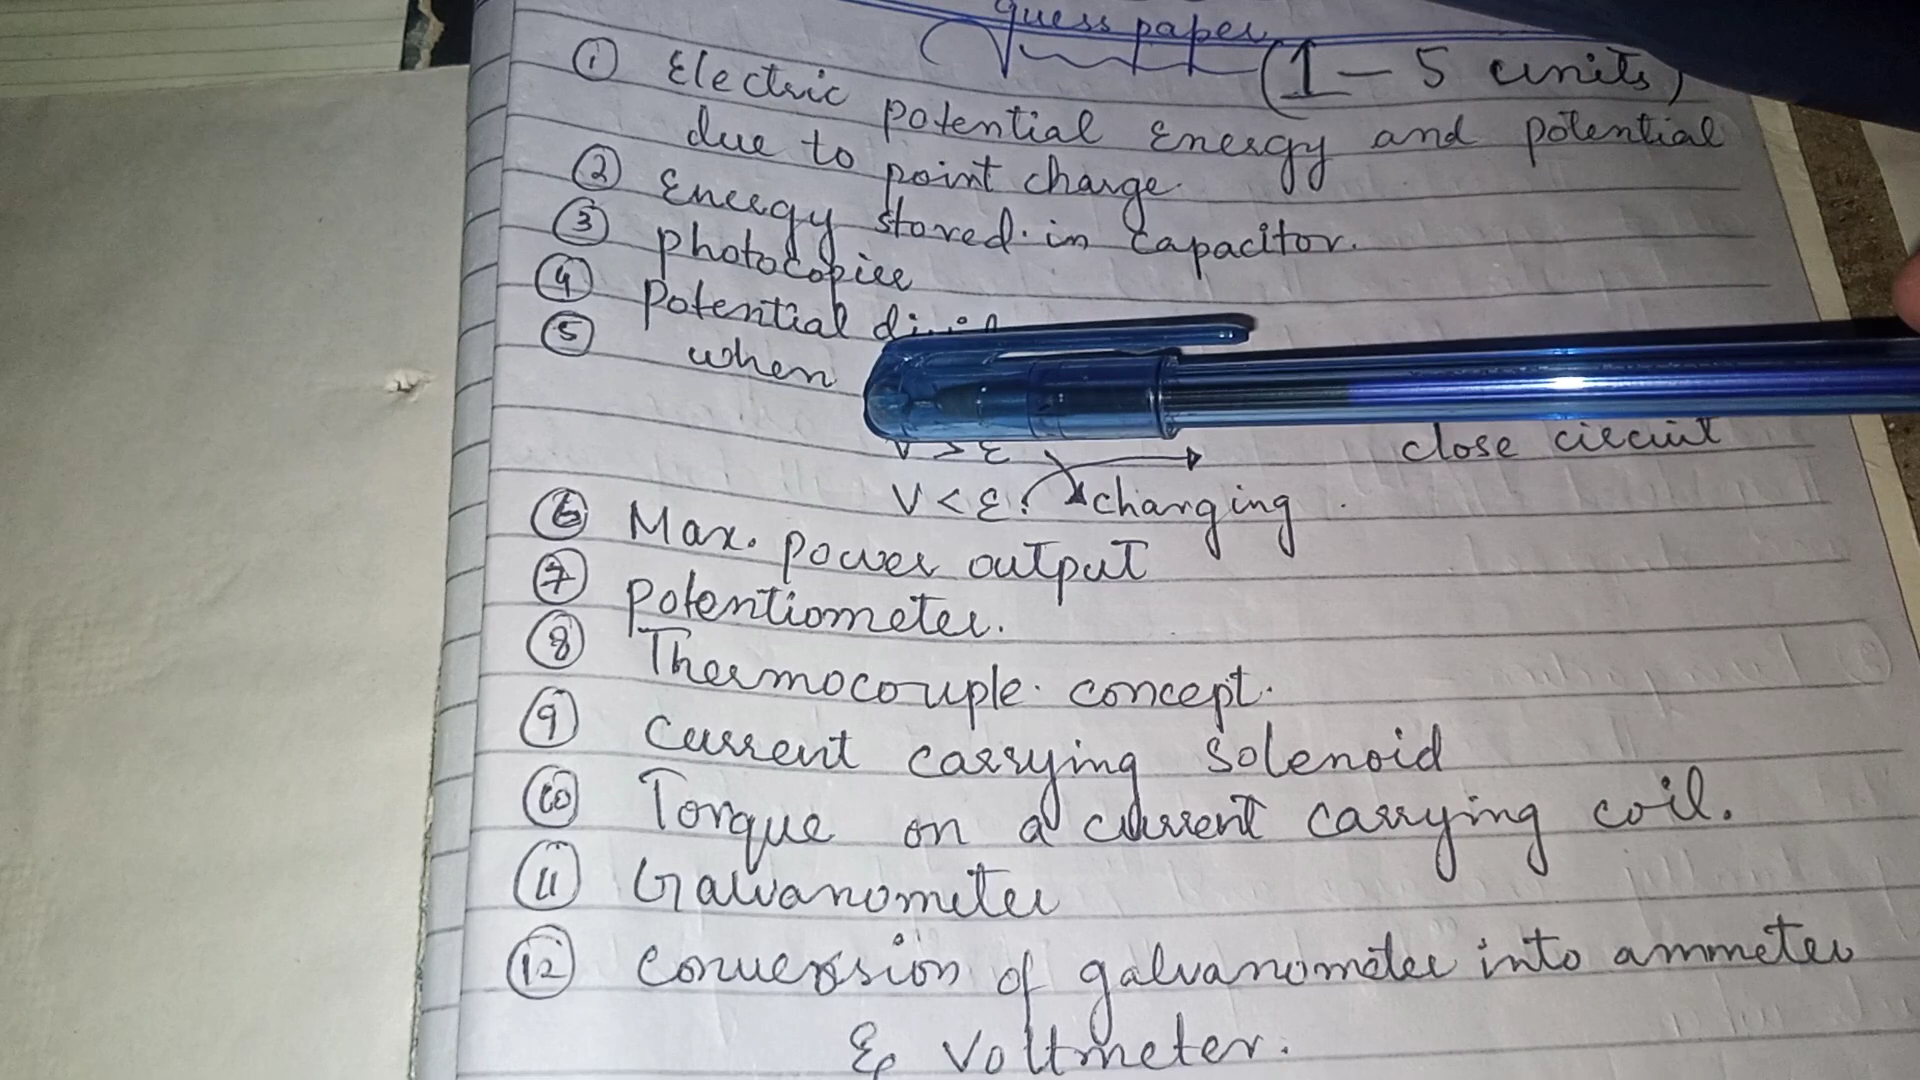 guess paper
(1 – 5 units)
① Electric potential energy and potential
due to point charge.
② Energy stored in capacitor.
③ photocopier
④ Potential
⑤ when
V > ε close circuit
V < ε changing
⑥ Max. power output
⑦ potentiometer.
⑧ Thermocouple concept.
⑨ Current carrying solenoid
⑩ Torque on a current carrying coil.
⑪ Galvanometer
⑫ Conversion of galvanometer into ammeter
& Voltmeter.